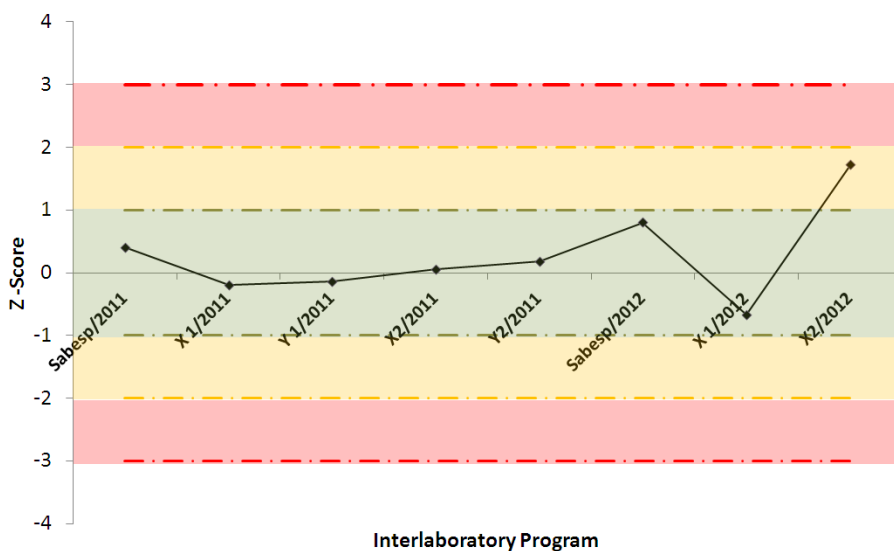 4
3
2
1
0
-1
-2
-3
-4
Z -Score
Sabesp/2011
X 1/2011
Y 1/2011
X2/2011
Y2/2011
Sabesp/2012
X 1/2012
X2/2012
Interlaboratory Program